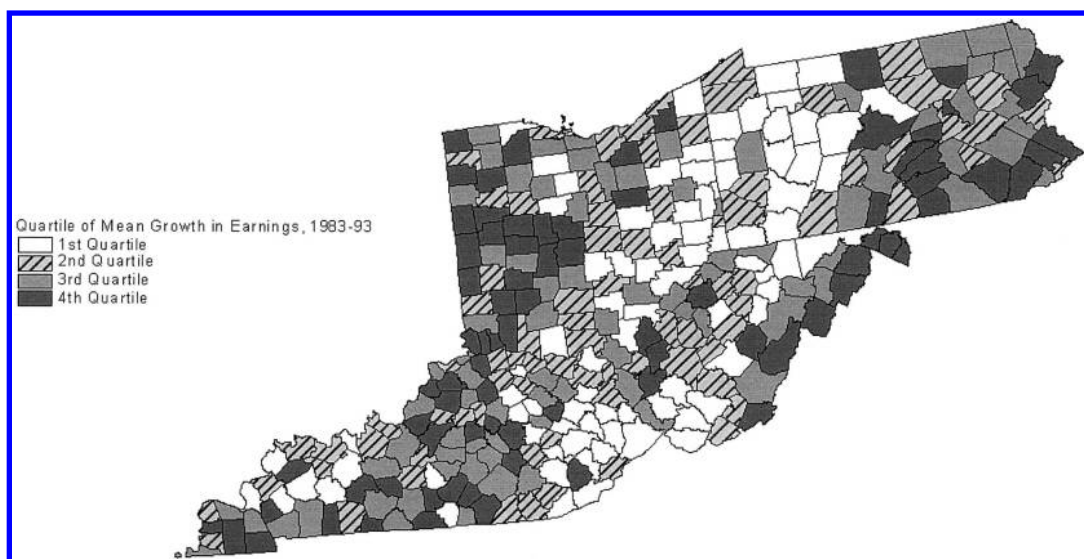 Quartile of Mean Growth in Earnings, 1983-93
1st Quartile
2nd Quartile
3rd Quartile
4th Quartile